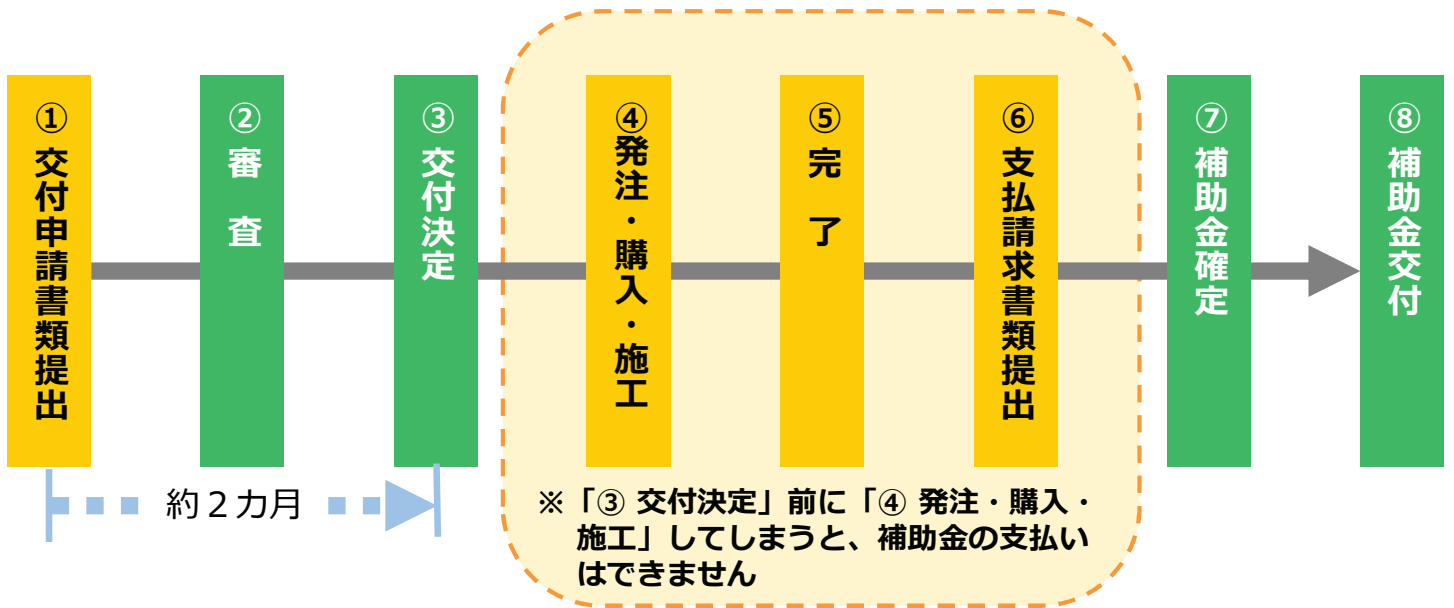 ①交付申請書類提出
②審　査
③交付決定
④発注・購入・施工
⑤完　了
⑥支払請求書類提出
⑦補助金確定
⑧補助金交付
約２カ月
※「③ 交付決定」前に「④ 発注・購入・
施工」してしまうと、補助金の支払い
はできません